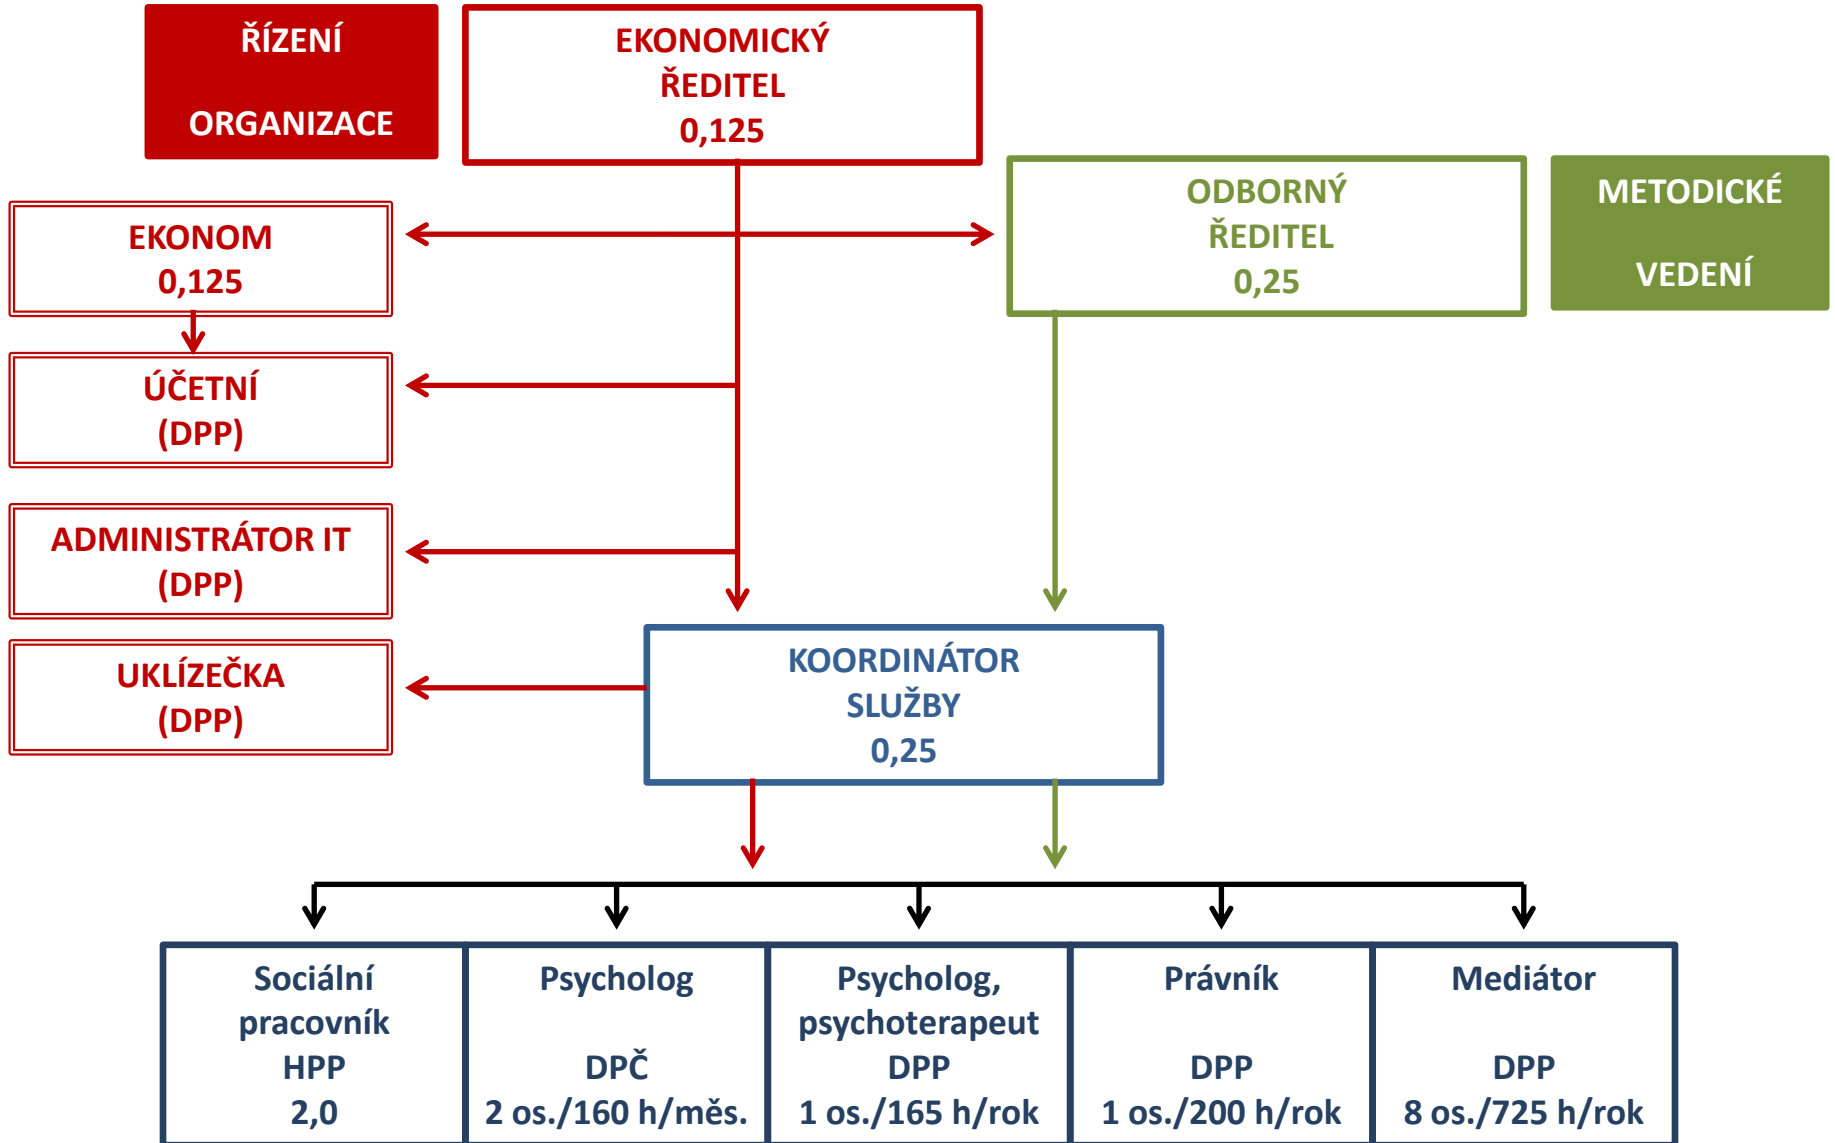 ŘÍZENÍ
ORGANIZACE
EKONOMICKÝ
ŘEDITEL
0,125
ODBORNÝ
ŘEDITEL
0,25
METODICKÉ
VEDENÍ
EKONOM
0,125
ÚČETNÍ
(DPP)
ADMINISTRÁTOR IT
(DPP)
UKLÍZEČKA
(DPP)
KOORDINÁTOR
SLUŽBY
0,25
Sociální
pracovník
HPP
2,0
Psycholog
DPČ
2 os./160 h/měs.
Psycholog,
psychoterapeut
DPP
1 os./165 h/rok
Právník
DPP
1 os./200 h/rok
Mediátor
DPP
8 os./725 h/rok